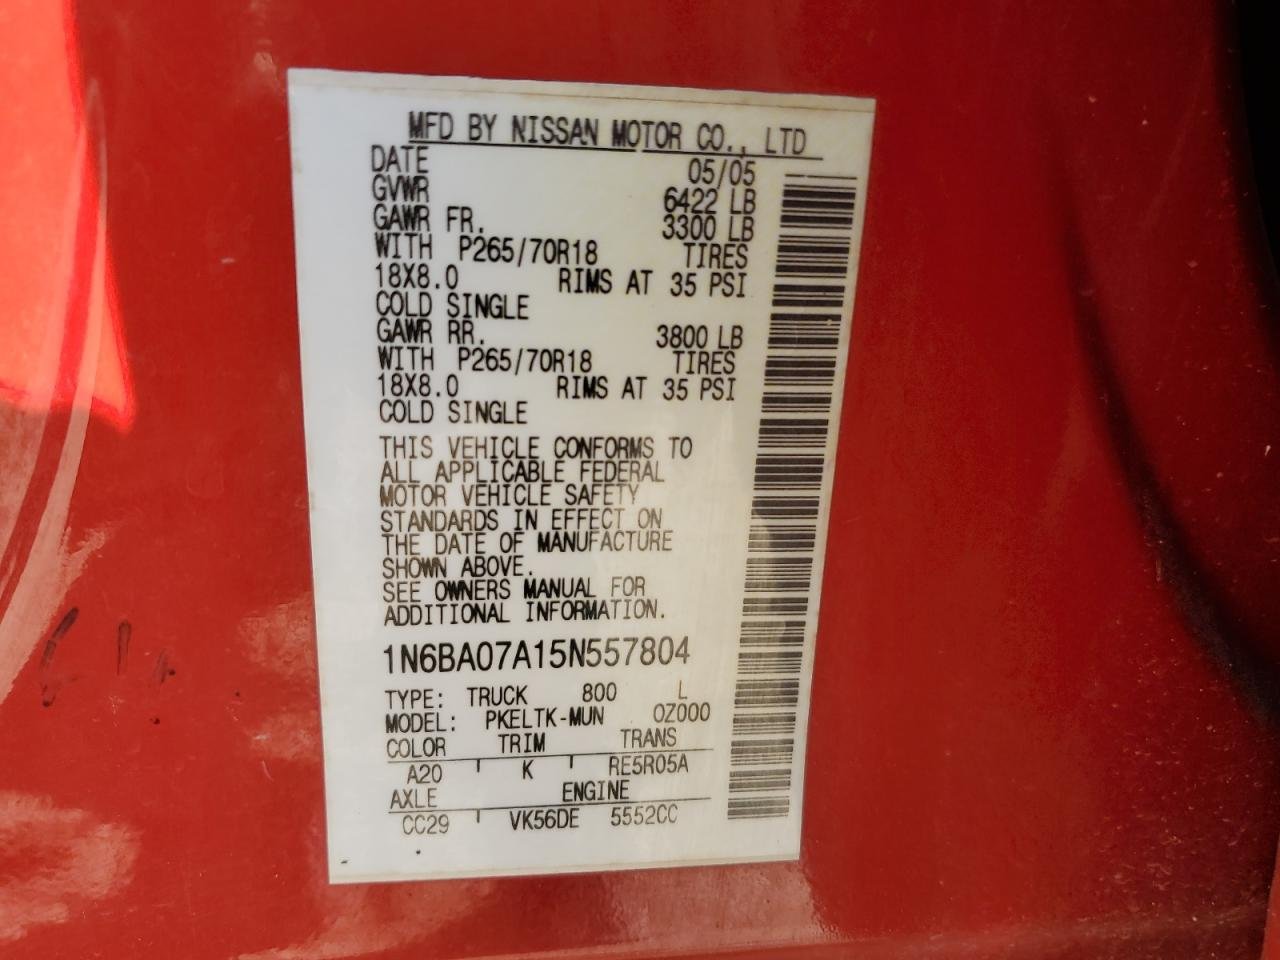 MFD BY NISSAN MOTOR CO., LTD
DATE 05/05
GVWR 6422 LB
GAWR FR. 3300 LB
WITH P265/70R18 TIRES
18X8.0 RIMS AT 35 PSI
COLD SINGLE
GAWR RR. 3800 LB
WITH P265/70R18 TIRES
18X8.0 RIMS AT 35 PSI
COLD SINGLE
THIS VEHICLE CONFORMS TO
ALL APPLICABLE FEDERAL
MOTOR VEHICLE SAFETY
STANDARDS IN EFFECT ON
THE DATE OF MANUFACTURE
SHOWN ABOVE.
SEE OWNERS MANUAL FOR
ADDITIONAL INFORMATION.
1N6BA07A15N557804
TYPE: TRUCK 800 L
MODEL: PKELTK-MUN 0Z000
COLOR TRIM TRANS
A20 K RE5R05A
AXLE ENGINE
CC29 VK56DE 5552CC